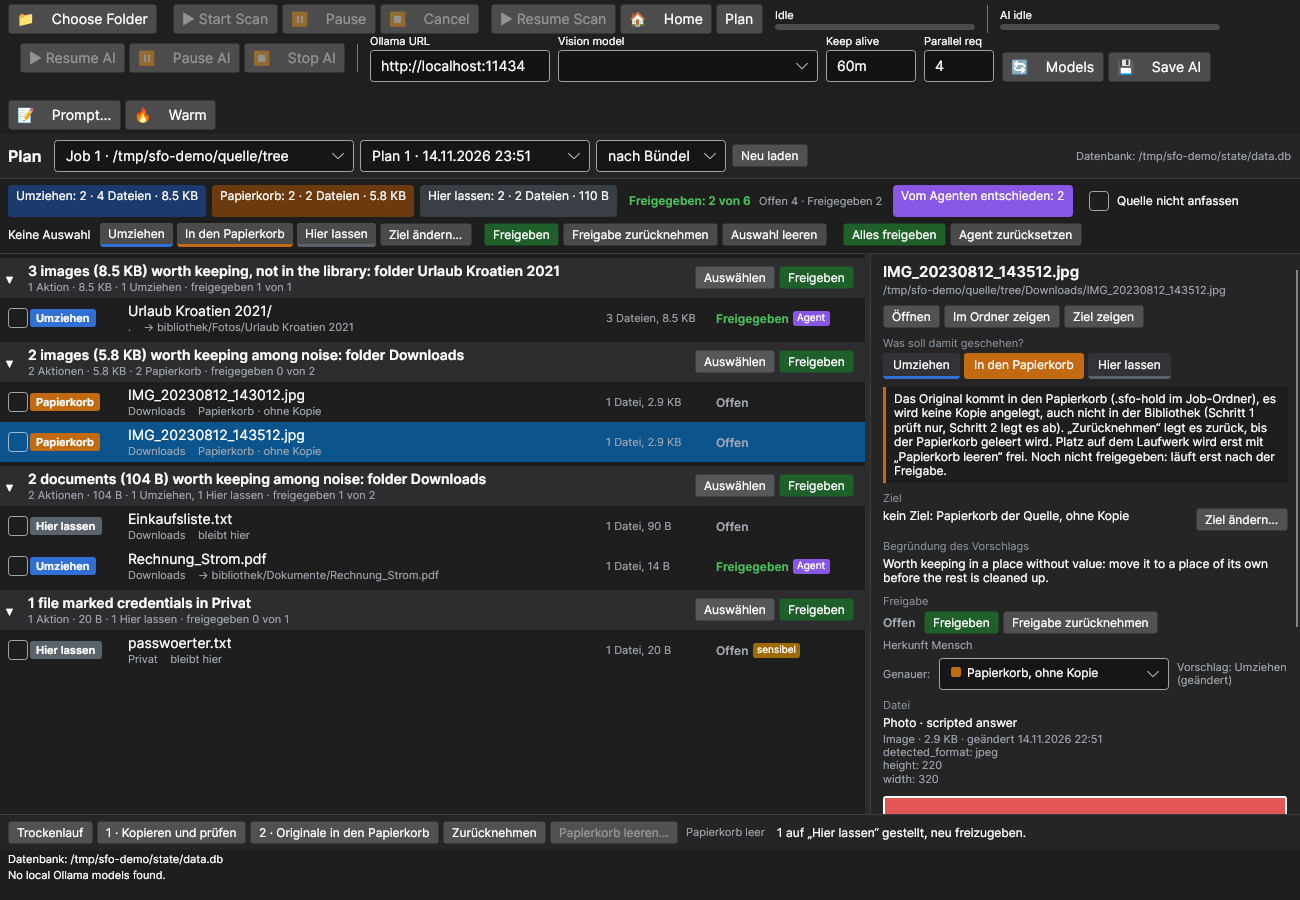 Choose Folder Start Scan Pause Cancel Resume Scan Home Plan Idle AI idle
Resume AI Pause AI Stop AI Ollama URL Vision model Keep alive Parallel req
http://localhost:11434 60m 4 Models Save AI
Prompt... Warm
Plan Job 1 · /tmp/sfo-demo/quelle/tree Plan 1 · 14.11.2026 23:51 nach Bündel Neu laden Datenbank: /tmp/sfo-demo/state/data.db
Umziehen: 2 · 4 Dateien · 8.5 KB Papierkorb: 2 · 2 Dateien · 5.8 KB Hier lassen: 2 · 2 Dateien · 110 B Freigegeben: 2 von 6 Offen 4 · Freigegeben 2 Vom Agenten entschieden: 2 Quelle nicht anfassen
Keine Auswahl Umziehen In den Papierkorb Hier lassen Ziel ändern... Freigeben Freigabe zurücknehmen Auswahl leeren Alles freigeben Agent zurücksetzen
3 images (8.5 KB) worth keeping, not in the library: folder Urlaub Kroatien 2021
1 Aktion · 8.5 KB · 1 Umziehen · freigegeben 1 von 1
Auswählen Freigeben
Umziehen Urlaub Kroatien 2021/ 3 Dateien, 8.5 KB Freigegeben Agent
. → bibliothek/Fotos/Urlaub Kroatien 2021
2 images (5.8 KB) worth keeping among noise: folder Downloads
2 Aktionen · 5.8 KB · 2 Papierkorb · freigegeben 0 von 2
Auswählen Freigeben
Papierkorb IMG_20230812_143012.jpg 1 Datei, 2.9 KB Offen
Downloads Papierkorb · ohne Kopie
Papierkorb IMG_20230812_143512.jpg 1 Datei, 2.9 KB Offen
Downloads Papierkorb · ohne Kopie
2 documents (104 B) worth keeping among noise: folder Downloads
2 Aktionen · 104 B · 1 Umziehen, 1 Hier lassen · freigegeben 1 von 2
Auswählen Freigeben
Hier lassen Einkaufsliste.txt 1 Datei, 90 B Offen
Downloads bleibt hier
Umziehen Rechnung_Strom.pdf 1 Datei, 14 B Freigegeben Agent
Downloads → bibliothek/Dokumente/Rechnung_Strom.pdf
1 file marked credentials in Privat
1 Aktion · 20 B · 1 Hier lassen · freigegeben 0 von 1
Auswählen Freigeben
Hier lassen passwoerter.txt 1 Datei, 20 B Offen sensibel
Privat bleibt hier
IMG_20230812_143512.jpg
/tmp/sfo-demo/quelle/tree/Downloads/IMG_20230812_143512.jpg
Öffnen Im Ordner zeigen Ziel zeigen
Was soll damit geschehen?
Umziehen In den Papierkorb Hier lassen
Das Original kommt in den Papierkorb (.sfo-hold im Job-Ordner), es
wird keine Kopie angelegt, auch nicht in der Bibliothek (Schritt 1
prüft nur, Schritt 2 legt es ab). „Zurücknehmen“ legt es zurück, bis
der Papierkorb geleert wird. Platz auf dem Laufwerk wird erst mit
„Papierkorb leeren“ frei. Noch nicht freigegeben: läuft erst nach der
Freigabe.
Ziel
kein Ziel: Papierkorb der Quelle, ohne Kopie Ziel ändern...
Begründung des Vorschlags
Worth keeping in a place without value: move it to a place of its own
before the rest is cleaned up.
Freigabe
Offen Freigeben Freigabe zurücknehmen
Herkunft Mensch
Genauer: Papierkorb, ohne Kopie Vorschlag: Umziehen
(geändert)
Datei
Photo · scripted answer
Image · 2.9 KB · geändert 14.11.2026 22:51
detected_format: jpeg
height: 220
width: 320
Trockenlauf 1 · Kopieren und prüfen 2 · Originale in den Papierkorb Zurücknehmen Papierkorb leeren... Papierkorb leer 1 auf „Hier lassen“ gestellt, neu freizugeben.
Datenbank: /tmp/sfo-demo/state/data.db
No local Ollama models found.